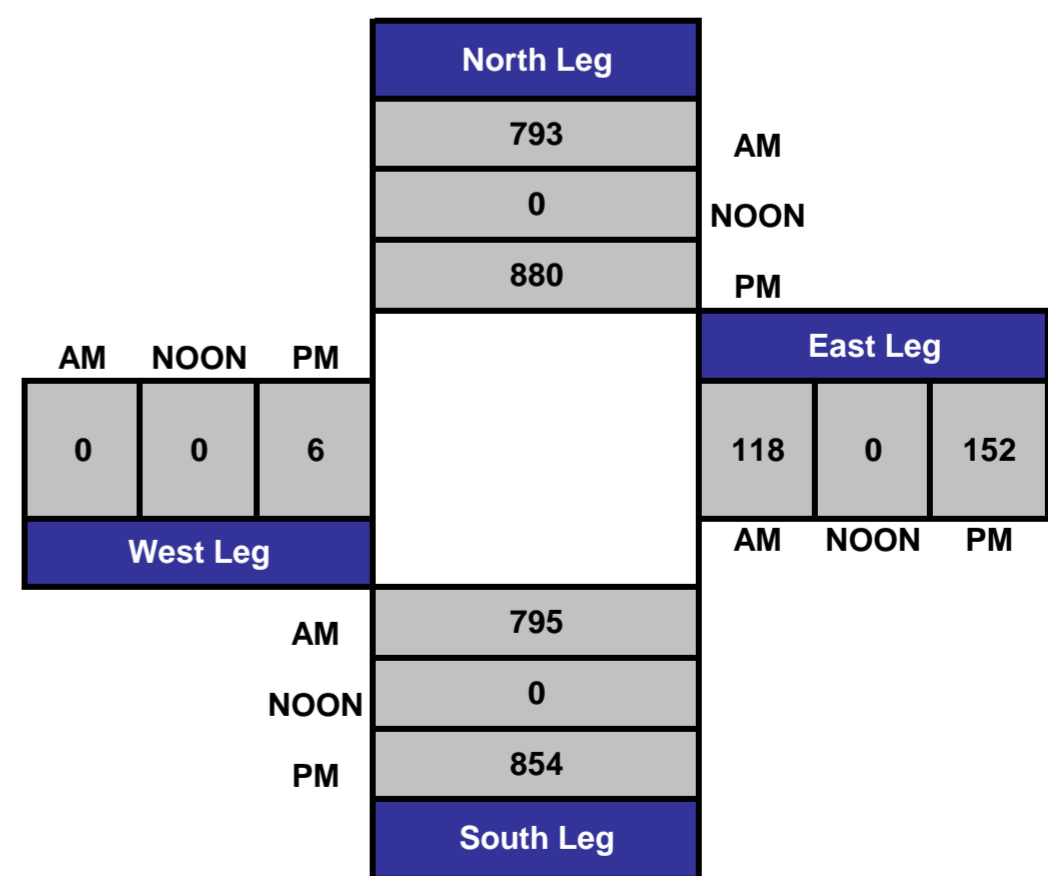 North Leg
793 AM
0 NOON
880 PM
East Leg
AM NOON PM
0 0 6
118 0 152
West Leg
AM NOON PM
AM 795
NOON 0
PM 854
South Leg